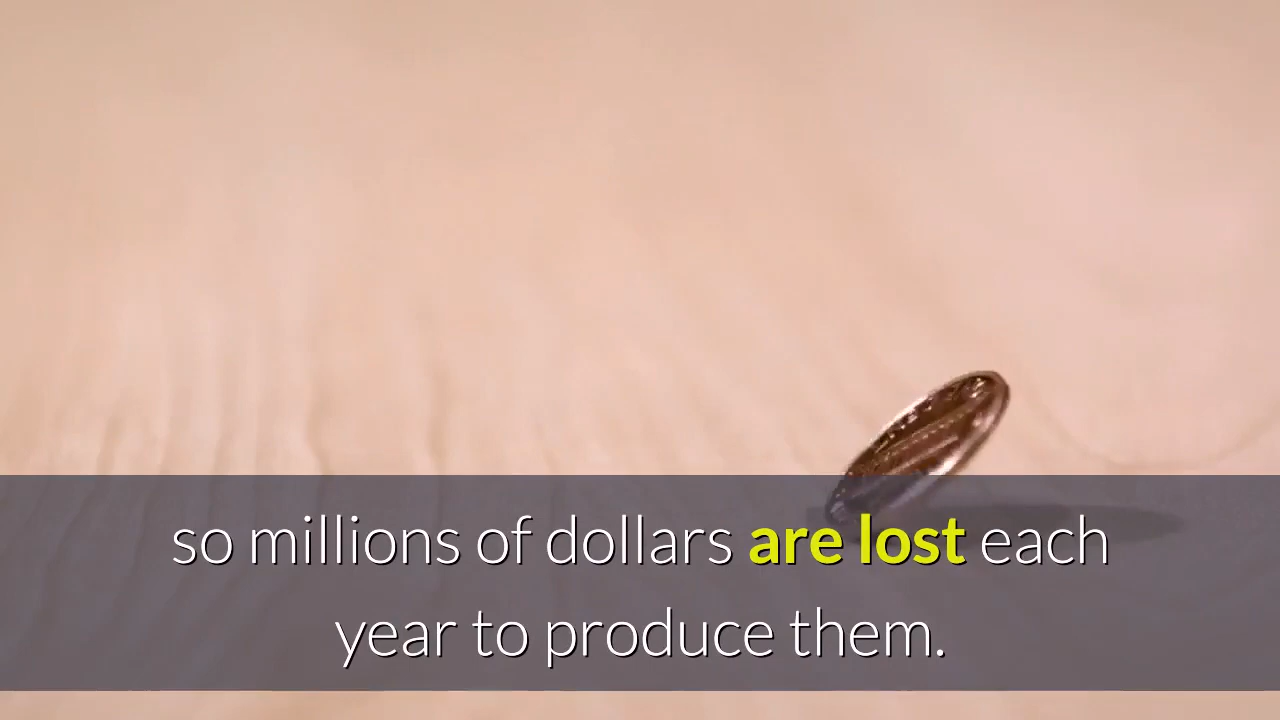 so millions of dollars are lost each
year to produce them.